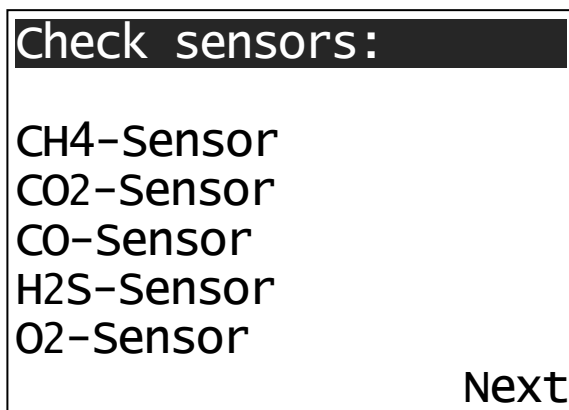 Check sensors:
CH4-Sensor
CO2-Sensor
CO-Sensor
H2S-Sensor
O2-Sensor
Next